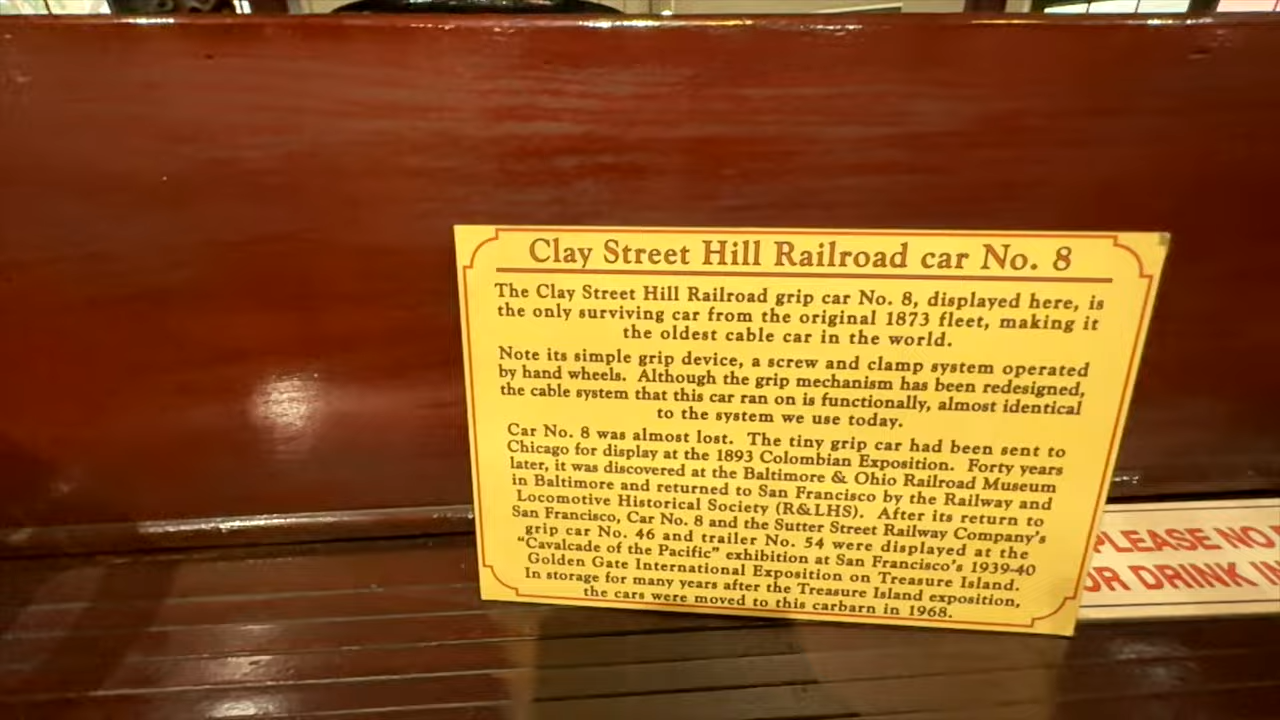 Clay Street Hill Railroad car No. 8
The Clay Street Hill Railroad grip car No. 8, displayed here, is
the only surviving car from the original 1873 fleet, making it
the oldest cable car in the world.
Note its simple grip device, a screw and clamp system operated
by hand wheels. Although the grip mechanism has been redesigned,
the cable system that this car ran on is functionally, almost identical
to the system we use today.
Car No. 8 was almost lost. The tiny grip car had been sent to
Chicago for display at the 1893 Colombian Exposition. Forty years
later, it was discovered at the Baltimore & Ohio Railroad Museum
in Baltimore and returned to San Francisco by the Railway and
Locomotive Historical Society (R&LHS). After its return to
San Francisco, Car No. 8 and the Sutter Street Railway Company's
grip car No. 46 and trailer No. 54 were displayed at the
"Cavalcade of the Pacific" exhibition at San Francisco's 1939-40
Golden Gate International Exposition on Treasure Island.
In storage for many years after the Treasure Island exposition,
the cars were moved to this carbarn in 1968.
PLEASE NO
OR DRINK IN